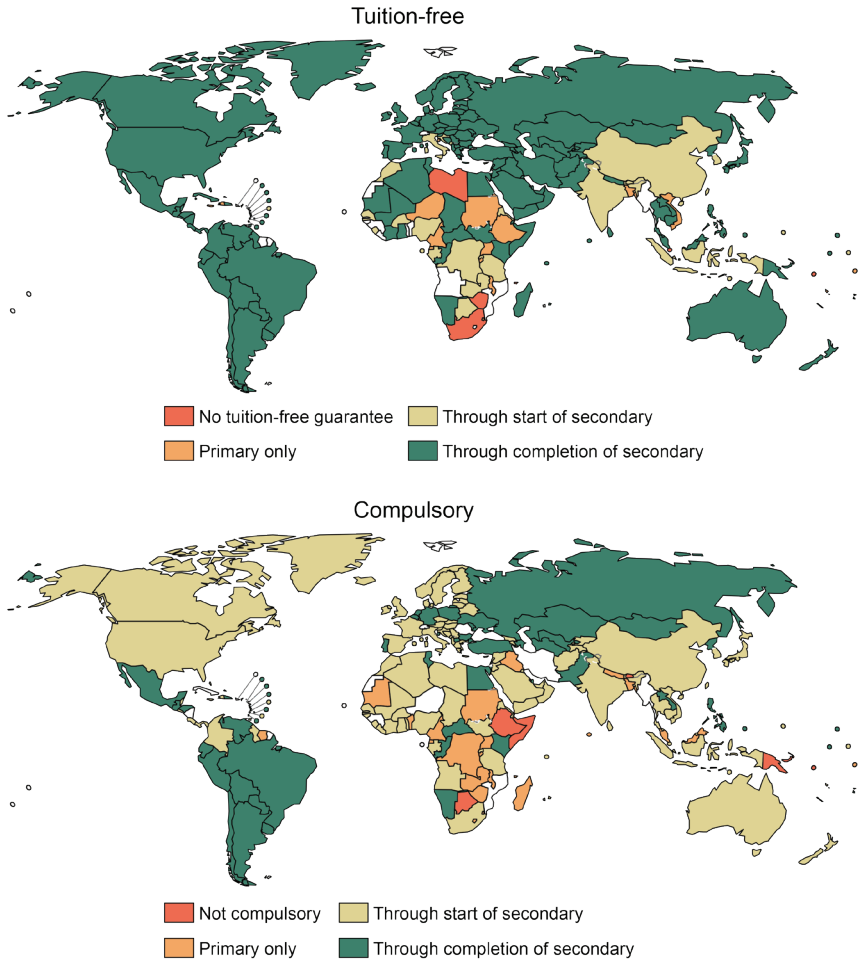 Tuition-free
No tuition-free guarantee
Through start of secondary
Primary only
Through completion of secondary
Compulsory
Not compulsory
Through start of secondary
Primary only
Through completion of secondary